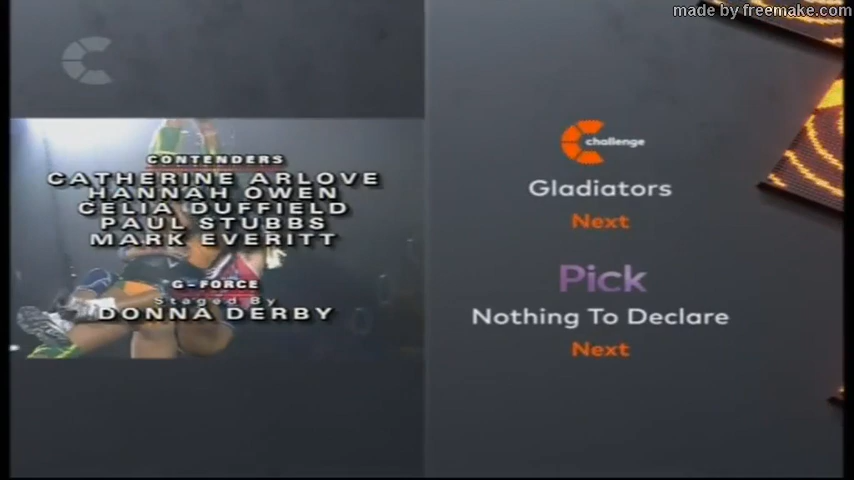 made by freemake.com
CONTENDERS
CATHERINE ARLOVE
HANNAH OWEN
CELIA DUFFIELD
PAUL STUBBS
MARK EVERITT
G-FORCE
Staged By
DONNA DERBY
challenge
Gladiators
Next
Pick
Nothing To Declare
Next